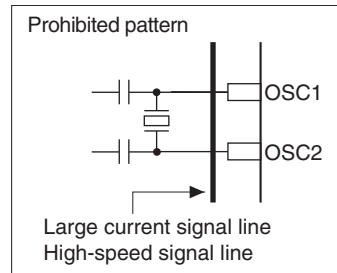 Prohibited pattern
OSC1
OSC2
Large current signal line
High-speed signal line